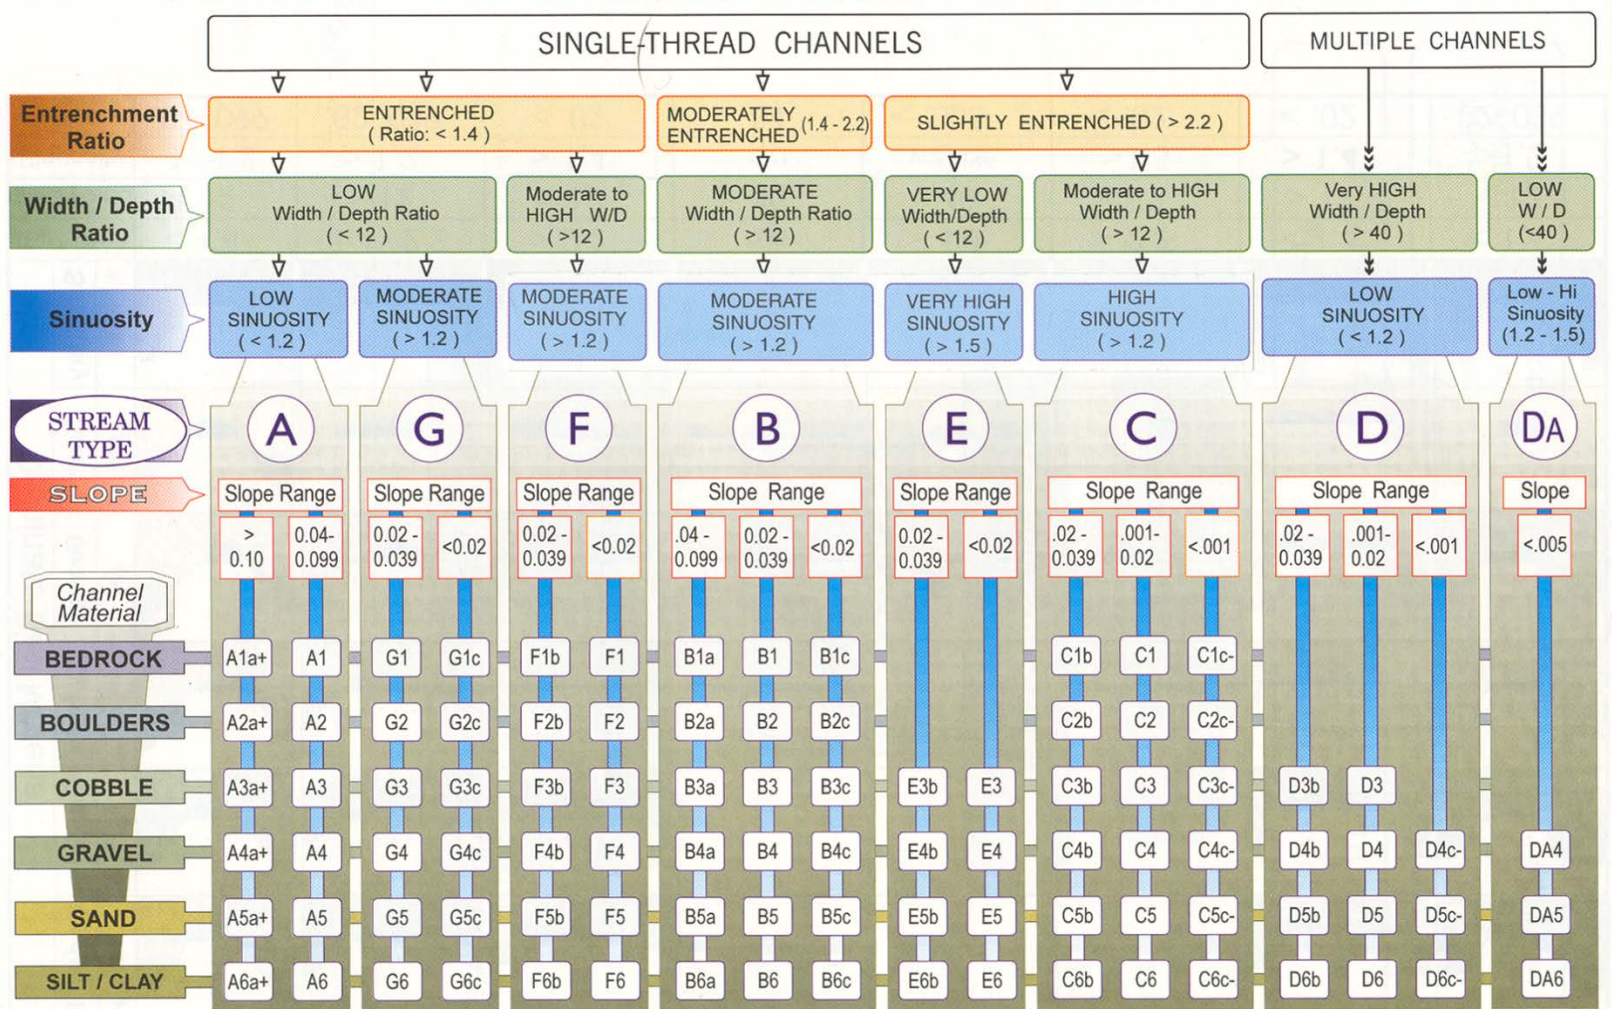 SINGLE-THREAD CHANNELS
MULTIPLE CHANNELS
Entrenchment
Ratio
ENTRENCHED
( Ratio: < 1.4 )
MODERATELY
ENTRENCHED (1.4 - 2.2)
SLIGHTLY ENTRENCHED ( > 2.2 )
Width / Depth
Ratio
LOW
Width / Depth Ratio
( < 12 )
Moderate to
HIGH W/D
( >12 )
MODERATE
Width / Depth Ratio
( > 12 )
VERY LOW
Width/Depth
( < 12 )
Moderate to HIGH
Width / Depth
( > 12 )
Very HIGH
Width / Depth
( > 40 )
LOW
W / D
(<40 )
Sinuosity
LOW
SINUOSITY
( < 1.2 )
MODERATE
SINUOSITY
( > 1.2 )
MODERATE
SINUOSITY
( > 1.2 )
MODERATE
SINUOSITY
( > 1.2 )
VERY HIGH
SINUOSITY
( > 1.5 )
HIGH
SINUOSITY
( > 1.2 )
LOW
SINUOSITY
( < 1.2 )
Low - Hi
Sinuosity
(1.2 - 1.5)
STREAM
TYPE
A G F B E C D DA
SLOPE
Slope Range Slope Range Slope Range Slope Range Slope Range Slope Range Slope Range Slope
>
0.10
0.04-
0.099
0.02 -
0.039
<0.02
0.02 -
0.039
<0.02
.04 -
0.099
0.02 -
0.039
<0.02
0.02 -
0.039
<0.02
.02 -
0.039
.001-
0.02
<.001
.02 -
0.039
.001-
0.02
<.001
<.005
Channel
Material
BEDROCK A1a+ A1 G1 G1c F1b F1 B1a B1 B1c C1b C1 C1c-
BOULDERS A2a+ A2 G2 G2c F2b F2 B2a B2 B2c C2b C2 C2c-
COBBLE A3a+ A3 G3 G3c F3b F3 B3a B3 B3c E3b E3 C3b C3 C3c- D3b D3
GRAVEL A4a+ A4 G4 G4c F4b F4 B4a B4 B4c E4b E4 C4b C4 C4c- D4b D4 D4c- DA4
SAND A5a+ A5 G5 G5c F5b F5 B5a B5 B5c E5b E5 C5b C5 C5c- D5b D5 D5c- DA5
SILT / CLAY A6a+ A6 G6 G6c F6b F6 B6a B6 B6c E6b E6 C6b C6 C6c- D6b D6 D6c- DA6